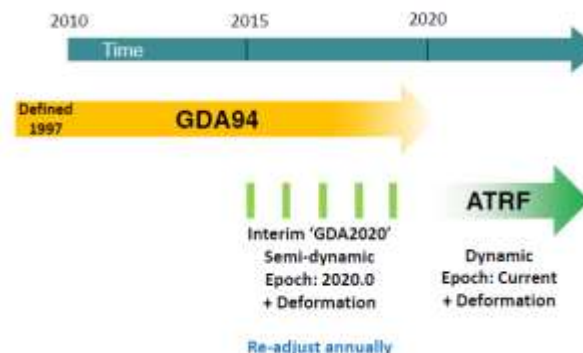 2010 2015 2020
Time
Defined
1997
GDA94
ATRF
Interim 'GDA2020'
Semi-dynamic
Epoch: 2020.0
+ Deformation
Dynamic
Epoch: Current
+ Deformation
Re-adjust annually